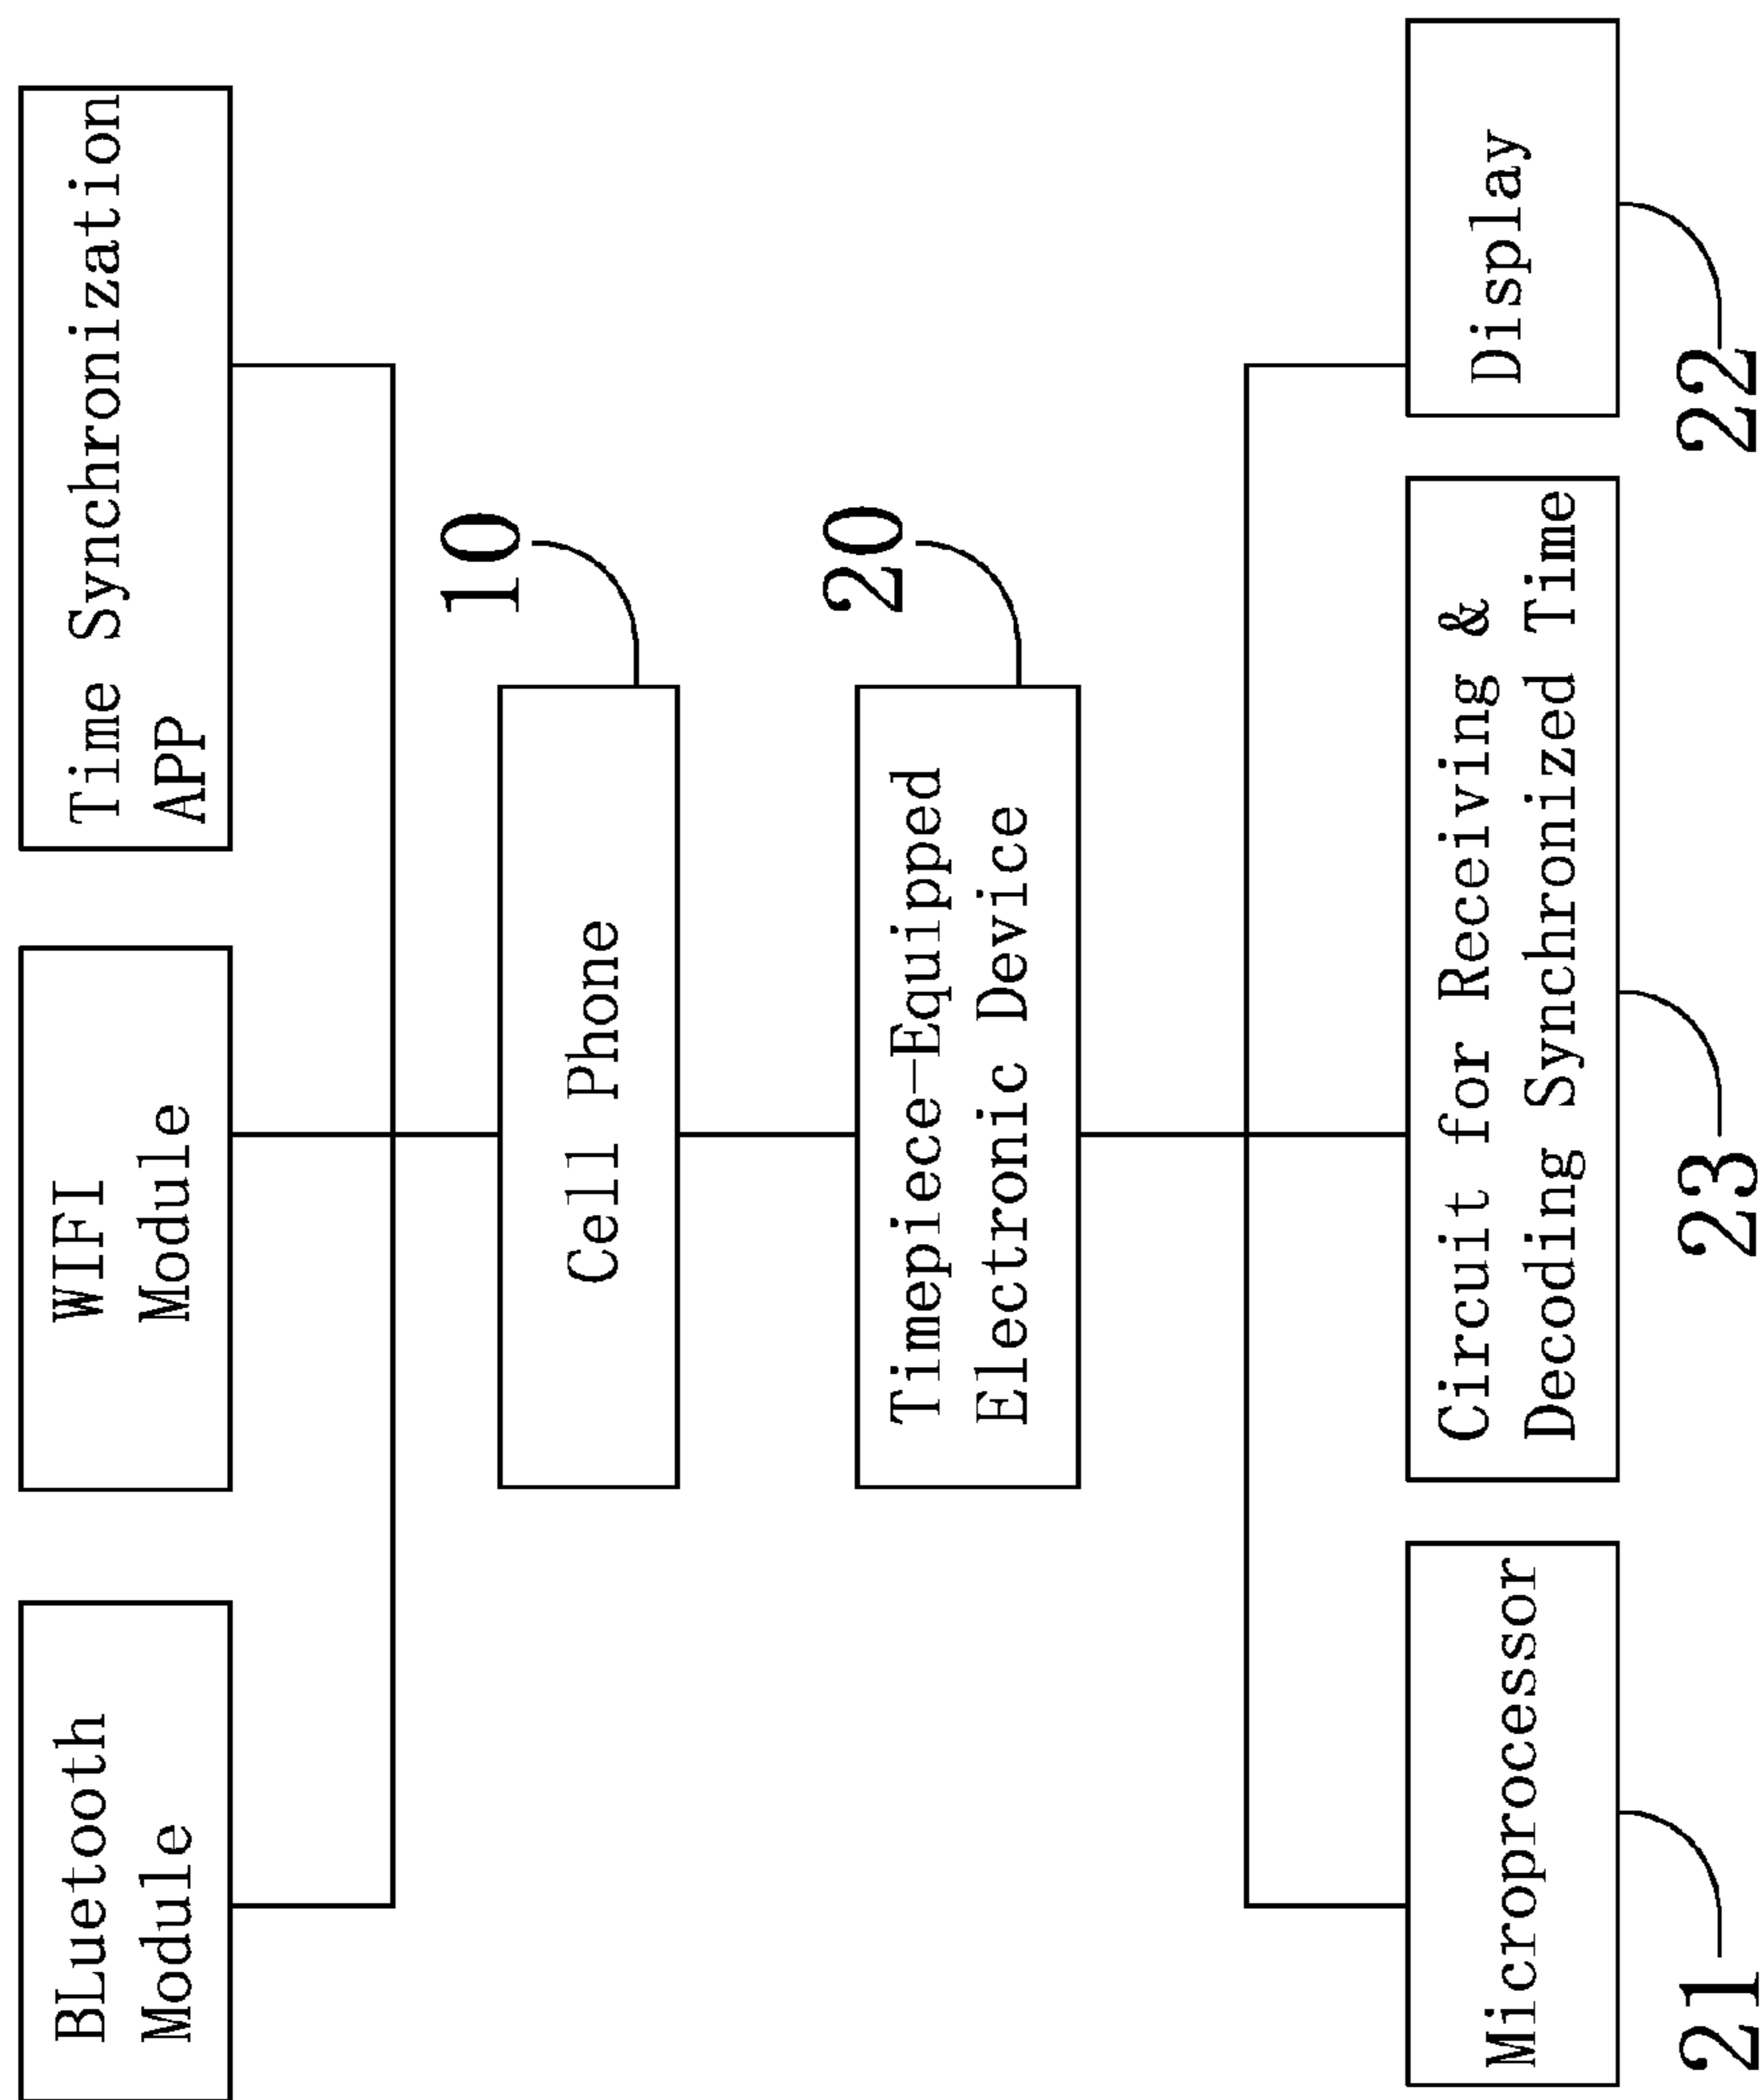 BLuetooth
Module
WIFI
Module
Time Synchronization
APP
10
Cell Phone
20
Timepiece-Equipped
Electronic Device
Microprocessor
Circuit for Receiving &
Decoding Synchronized Time
Display
21
23
22